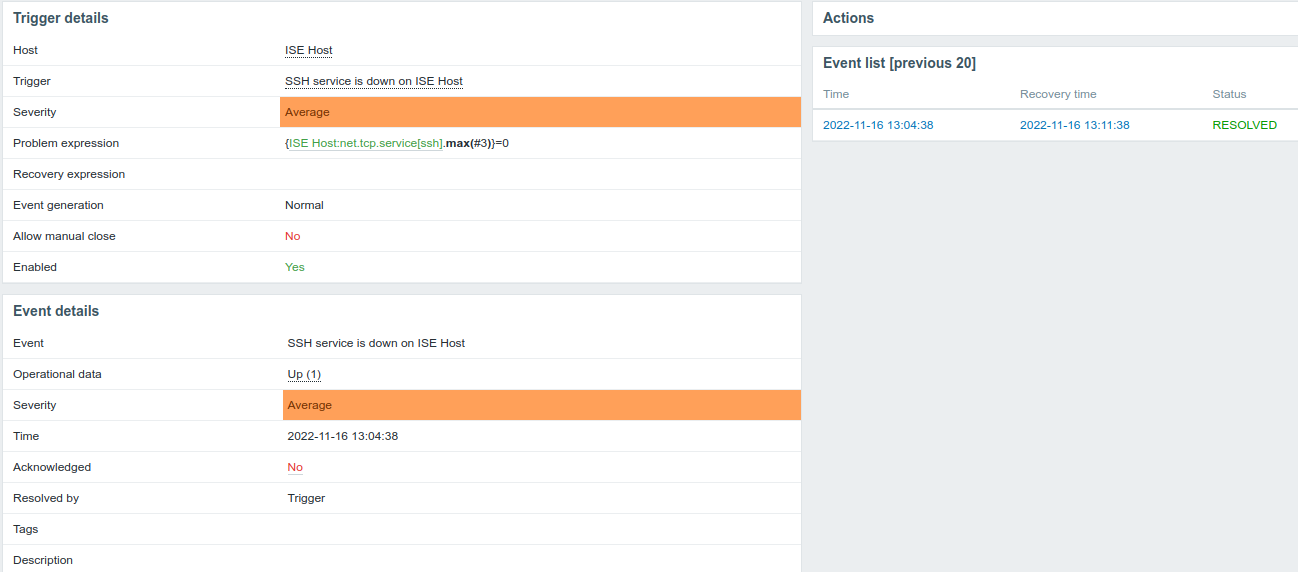 Trigger details
Host ISE Host
Trigger SSH service is down on ISE Host
Severity Average
Problem expression {ISE Host:net.tcp.service[ssh].max(#3)}=0
Recovery expression
Event generation Normal
Allow manual close No
Enabled Yes
Event details
Event SSH service is down on ISE Host
Operational data Up (1)
Severity Average
Time 2022-11-16 13:04:38
Acknowledged No
Resolved by Trigger
Tags
Description
Actions
Event list [previous 20]
Time Recovery time Status
2022-11-16 13:04:38 2022-11-16 13:11:38 RESOLVED